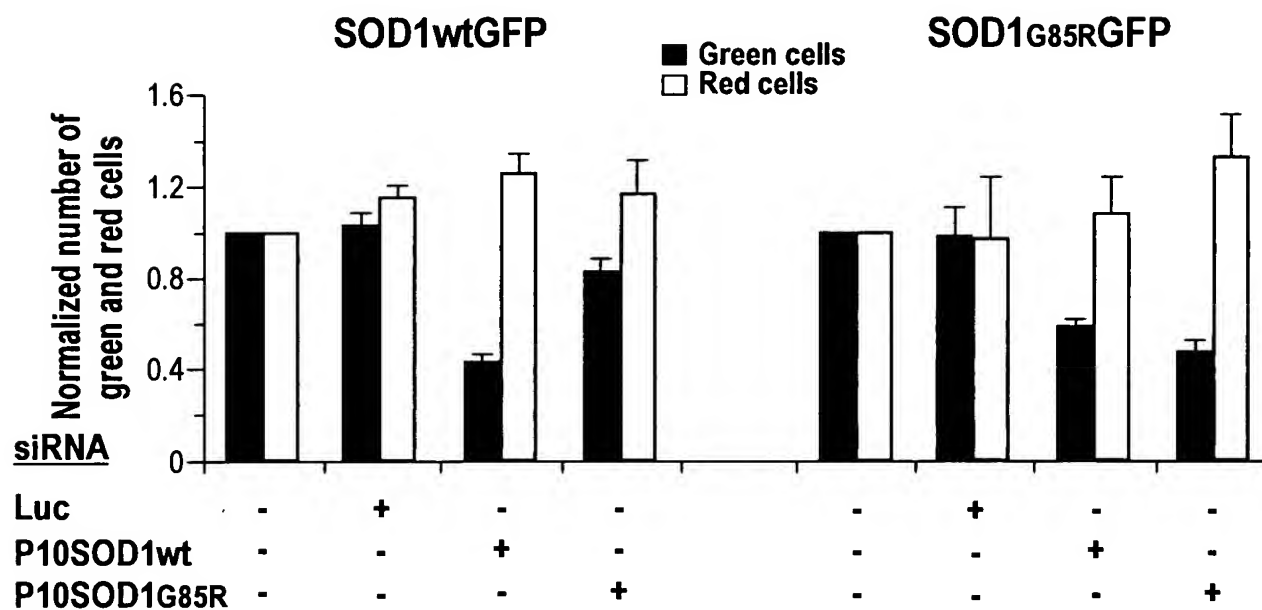 SOD1wtGFP
SOD1G85RGFP
Green cells
Red cells
Normalized number of
green and red cells
1.6
1.2
0.8
0.4
0
siRNA
Luc - + - - - + - -
P10SOD1wt - - + - - - + -
P10SOD1G85R - - - + - - - +